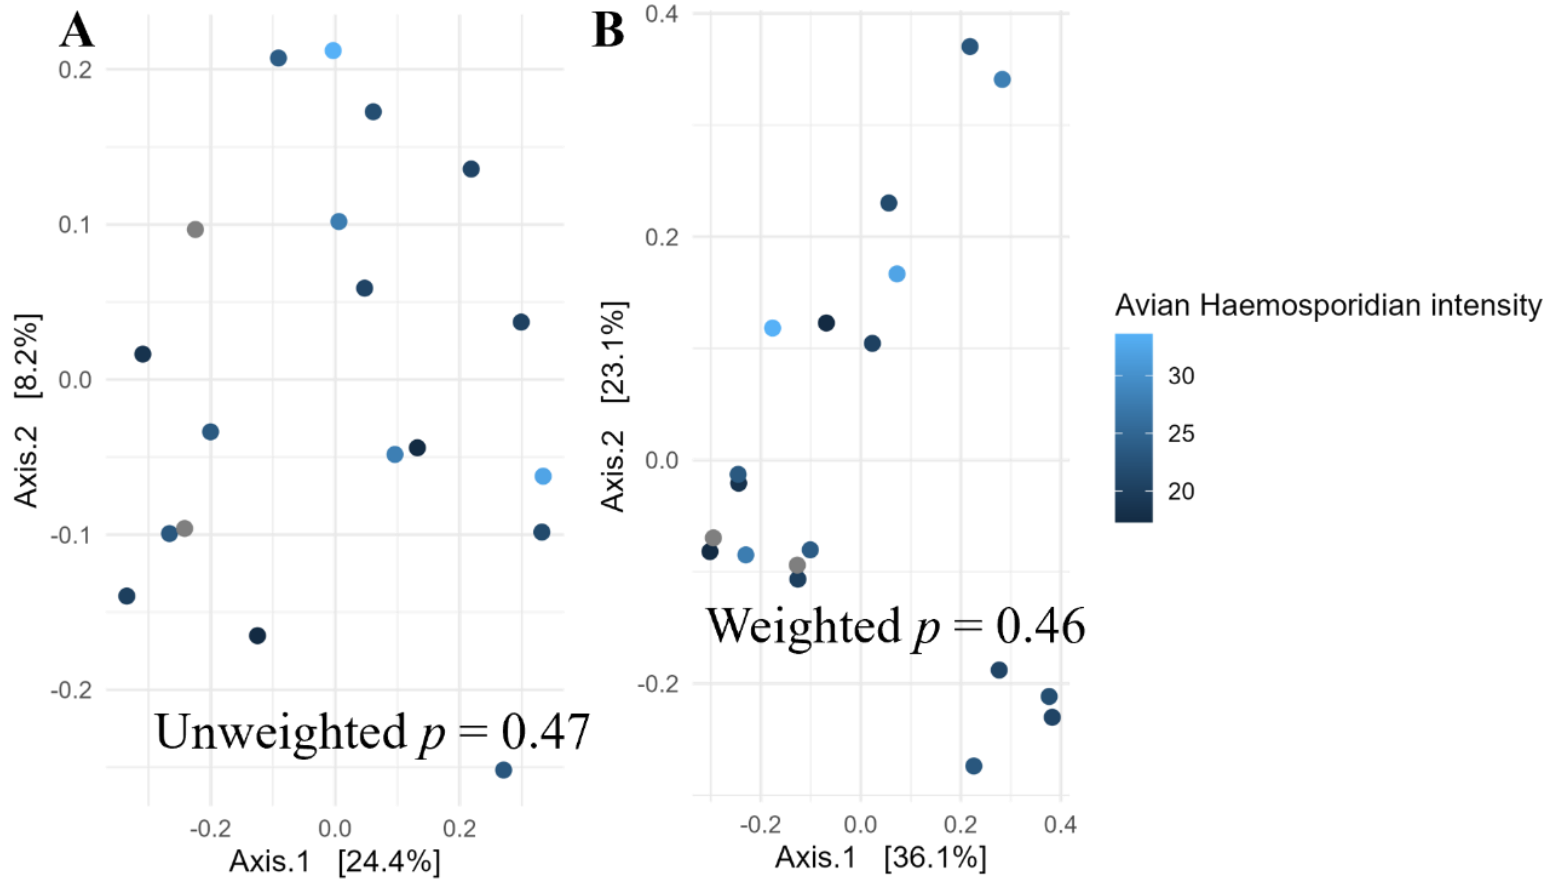 A
0.2
0.1
0.0
-0.1
-0.2
Axis.2 [8.2%]
Unweighted p = 0.47
-0.2 0.0 0.2
Axis.1 [24.4%]
B
0.4
0.2
0.0
-0.2
Axis.2 [23.1%]
Weighted p = 0.46
-0.2 0.0 0.2 0.4
Axis.1 [36.1%]
Avian Haemosporidian intensity
30
25
20